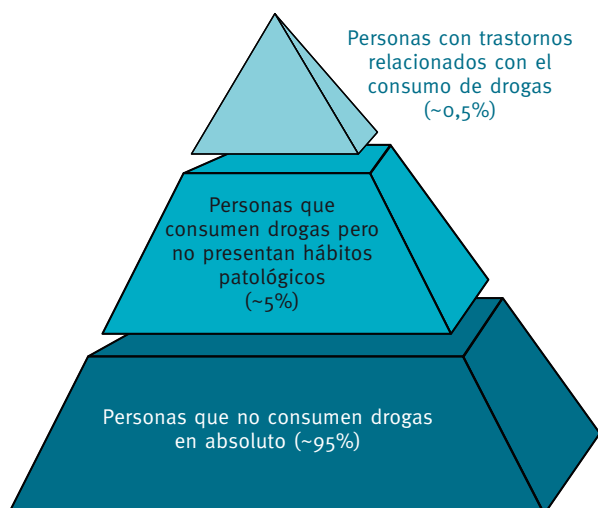 Personas con trastornos
relacionados con el
consumo de drogas
(~0,5%)
Personas que
consumen drogas pero
no presentan hábitos
patológicos
(~5%)
Personas que no consumen drogas
en absoluto (~95%)